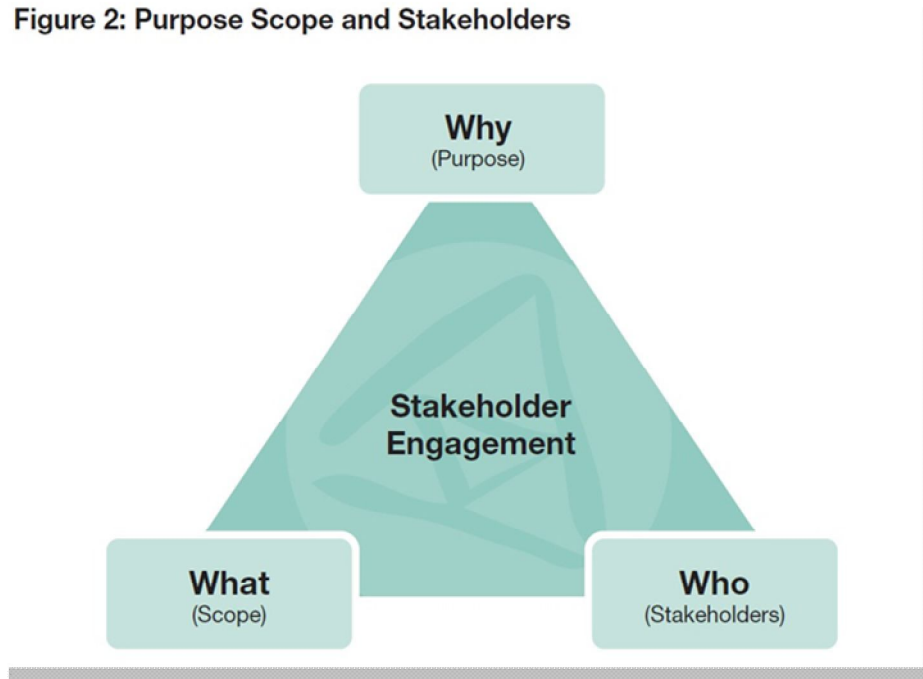 Figure 2: Purpose Scope and Stakeholders
Why
(Purpose)
Stakeholder
Engagement
What
(Scope)
Who
(Stakeholders)